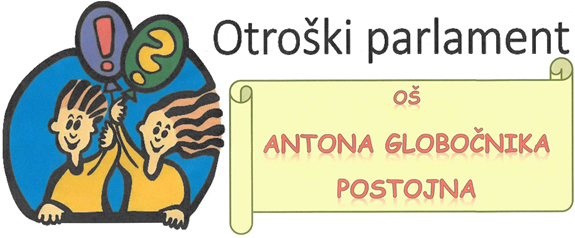 ! ?
Otroški parlament
OŠ
ANTONA GLOBOČNIKA
POSTOJNA